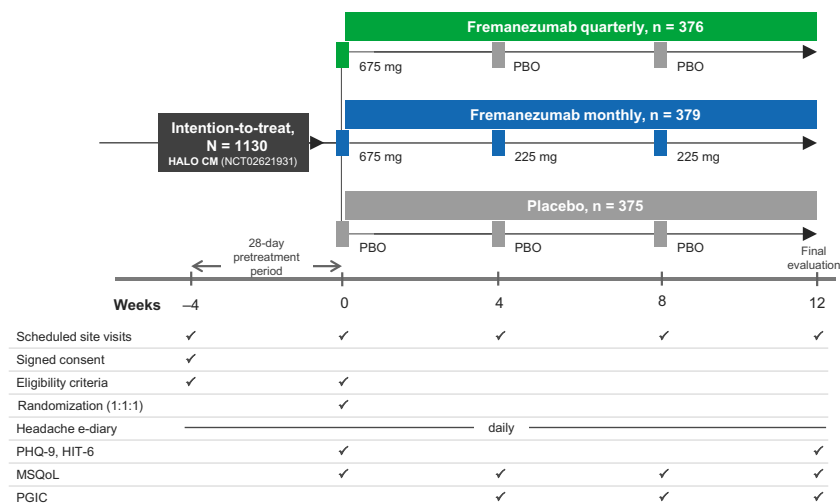 Fremanezumab quarterly, n = 376
675 mg
PBO
PBO
Fremanezumab monthly, n = 379
Intention-to-treat,
N = 1130
HALO CM (NCT02621931)
675 mg
225 mg
225 mg
Placebo, n = 375
PBO
PBO
PBO
28-day
pretreatment
period
Final
evaluation
Weeks –4 0 4 8 12
Scheduled site visits ✓ ✓ ✓ ✓ ✓
Signed consent ✓
Eligibility criteria ✓ ✓
Randomization (1:1:1) ✓
Headache e-diary daily
PHQ-9, HIT-6 ✓ ✓
MSQoL ✓ ✓ ✓ ✓
PGIC ✓ ✓ ✓